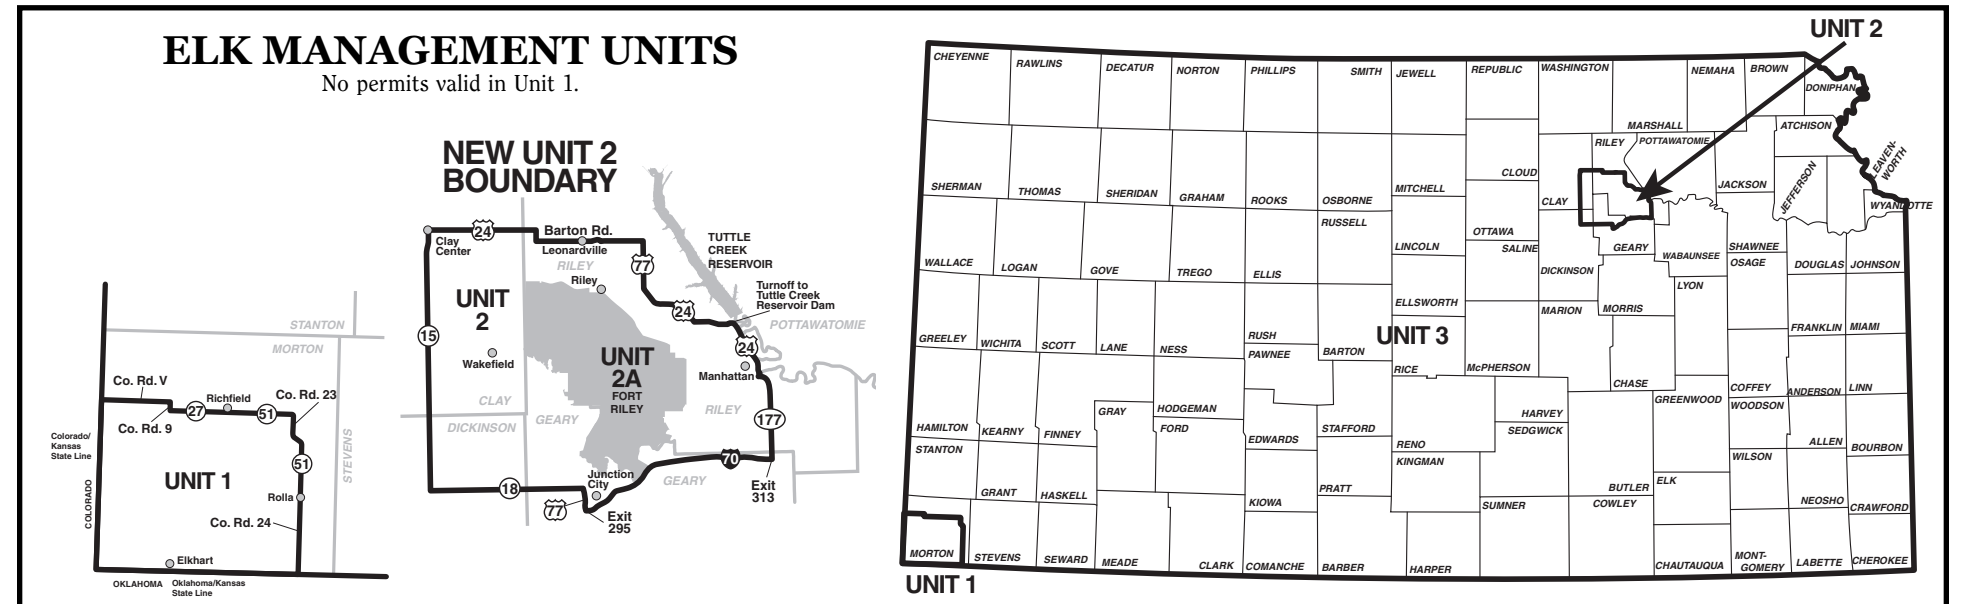 ELK MANAGEMENT UNITS
No permits valid in Unit 1.
NEW UNIT 2
BOUNDARY
Clay
Center
24
Barton Rd.
Leonardville
RILEY
Riley
77
TUTTLE
CREEK
RESERVOIR
Turnoff to
Tuttle Creek
Reservoir Dam
24
POTTAWATOMIE
UNIT
2
15
Wakefield
UNIT
2A
FORT
RILEY
24
Manhattan
CLAY
DICKINSON
GEARY
RILEY
177
Junction
City
70
GEARY
18
77
Exit
295
Exit
313
STANTON
MORTON
STEVENS
Co. Rd. V
Richfield
Co. Rd. 23
27
51
Co. Rd. 9
Colorado/
Kansas
State Line
UNIT 1
51
Rolla
COLORADO
Co. Rd. 24
Elkhart
OKLAHOMA
Oklahoma/Kansas
State Line
UNIT 2
CHEYENNE
RAWLINS
DECATUR
NORTON
PHILLIPS
SMITH
JEWELL
REPUBLIC
WASHINGTON
NEMAHA
BROWN
DONIPHAN
MARSHALL
ATCHISON
RILEY
POTTAWATOMIE
LEAVEN-
WORTH
SHERMAN
THOMAS
SHERIDAN
GRAHAM
ROOKS
OSBORNE
MITCHELL
CLOUD
CLAY
JACKSON
JEFFERSON
WYANDOTTE
RUSSELL
LINCOLN
OTTAWA
SALINE
DICKINSON
GEARY
WABAUNSEE
SHAWNEE
OSAGE
DOUGLAS
JOHNSON
WALLACE
LOGAN
GOVE
TREGO
ELLIS
ELLSWORTH
MARION
MORRIS
LYON
FRANKLIN
MIAMI
GREELEY
WICHITA
SCOTT
LANE
NESS
RUSH
PAWNEE
BARTON
UNIT 3
RICE
McPHERSON
CHASE
COFFEY
ANDERSON
LINN
HAMILTON
KEARNY
FINNEY
GRAY
HODGEMAN
FORD
EDWARDS
STAFFORD
RENO
HARVEY
SEDGWICK
GREENWOOD
WOODSON
ALLEN
BOURBON
STANTON
GRANT
HASKELL
KIOWA
PRATT
KINGMAN
SUMNER
BUTLER
COWLEY
ELK
WILSON
NEOSHO
CRAWFORD
MORTON
STEVENS
SEWARD
MEADE
CLARK
COMANCHE
BARBER
HARPER
CHAUTAUQUA
MONT-
GOMERY
LABETTE
CHEROKEE
UNIT 1